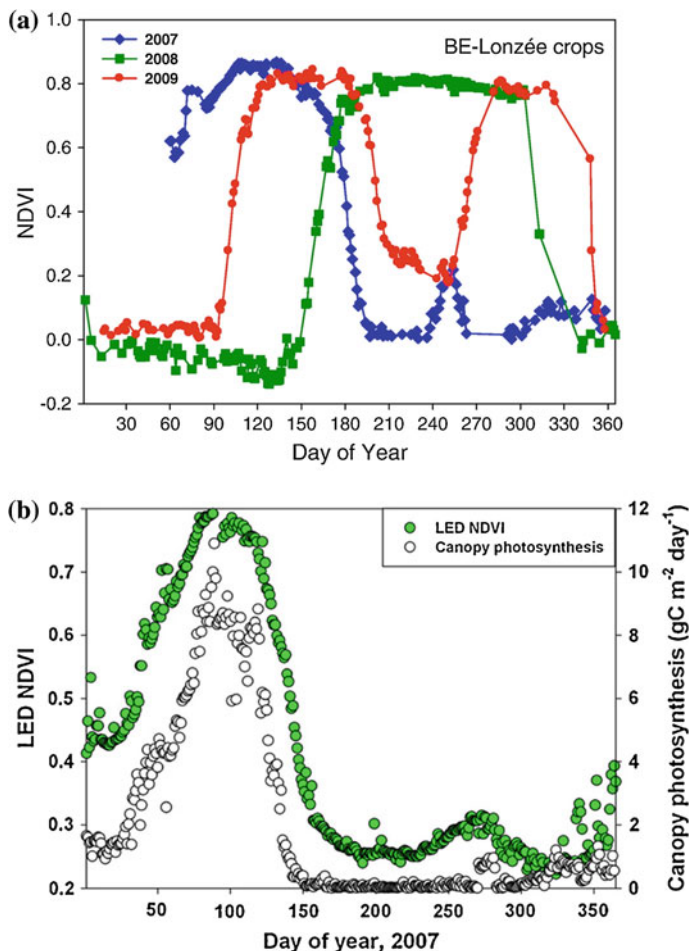 (a)
2007
2008
2009
BE-Lonzée crops
1.0
0.8
0.6
0.4
0.2
0.0
-0.2
NDVI
30 60 90 120 150 180 210 240 270 300 330 360
Day of Year
(b)
LED NDVI
Canopy photosynthesis
0.8
0.7
0.6
0.5
0.4
0.3
0.2
LED NDVI
12
10
8
6
4
2
0
Canopy photosynthesis (gC m⁻² day⁻¹)
50 100 150 200 250 300 350
Day of year, 2007